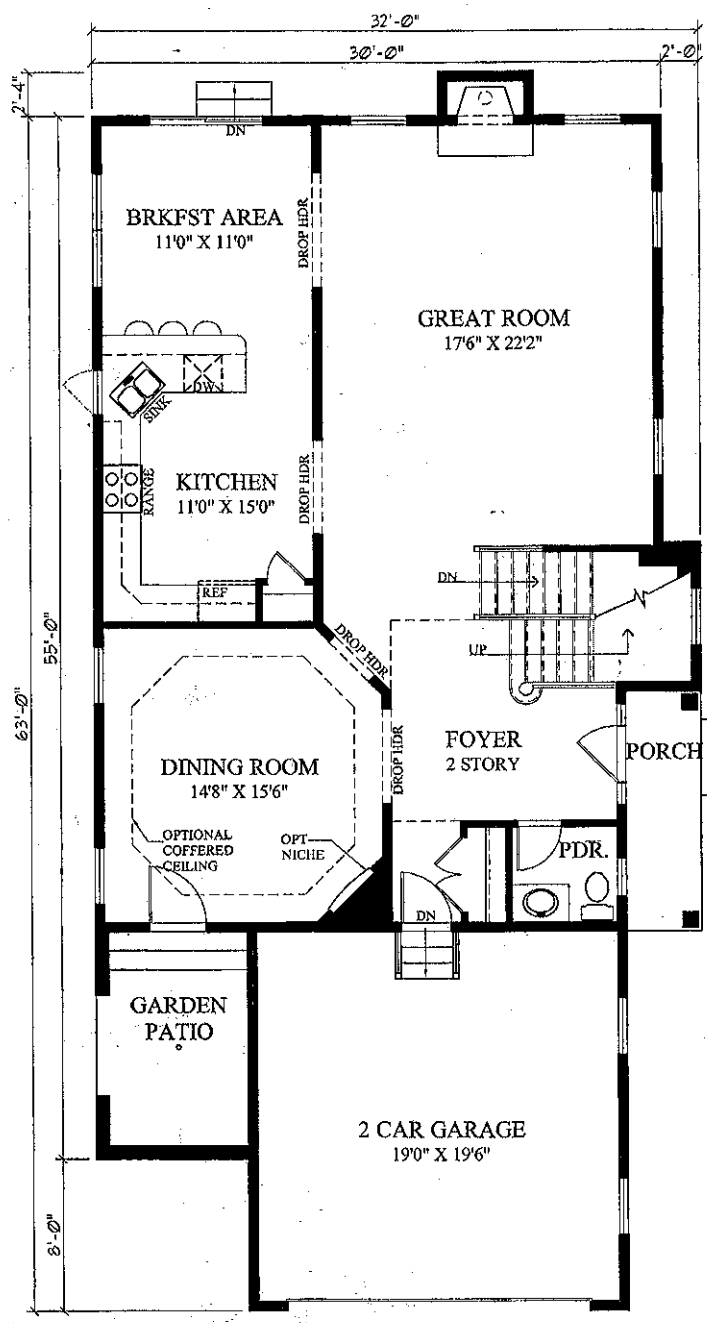 32'-0"
30'-0"
2'-0"
2'-4"
DN
BRKFST AREA
11'0" X 11'0"
DROP HDR
GREAT ROOM
17'6" X 22'2"
DW
SINK
RANGE
KITCHEN
11'0" X 15'0"
DROP HDR
REF
DN
UP
55'-0"
63'-0"
DROP HDR
DINING ROOM
14'8" X 15'6"
DROP HDR
FOYER
2 STORY
PORCH
OPTIONAL
COFFERED
CEILING
OPT
NICHE
PDR.
DN
GARDEN
PATIO
2 CAR GARAGE
19'0" X 19'6"
8'-0"